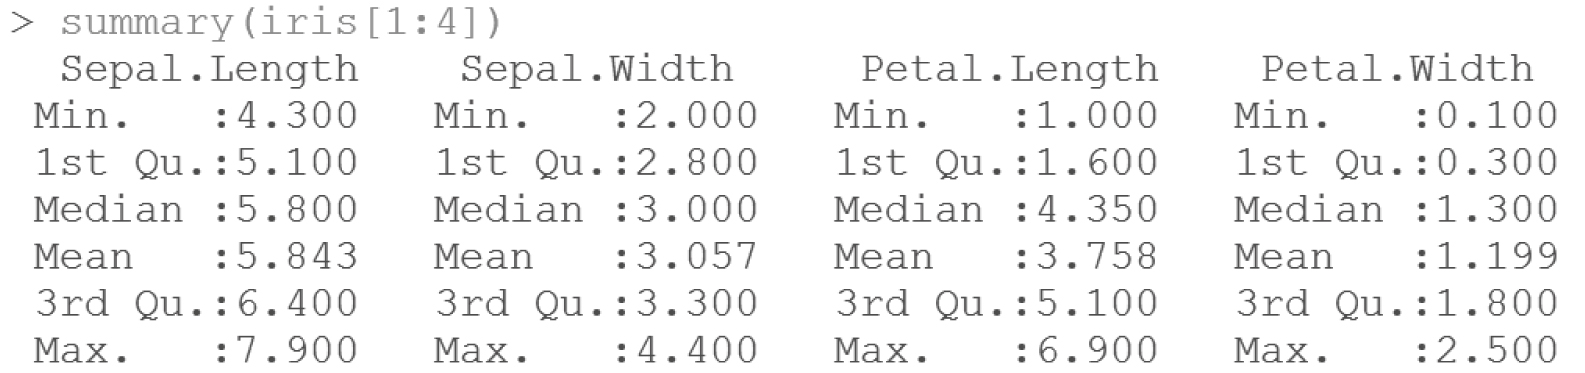 > summary(iris[1:4])
  Sepal.Length    Sepal.Width     Petal.Length    Petal.Width
 Min.   :4.300   Min.   :2.000   Min.   :1.000   Min.   :0.100
 1st Qu.:5.100   1st Qu.:2.800   1st Qu.:1.600   1st Qu.:0.300
 Median :5.800   Median :3.000   Median :4.350   Median :1.300
 Mean   :5.843   Mean   :3.057   Mean   :3.758   Mean   :1.199
 3rd Qu.:6.400   3rd Qu.:3.300   3rd Qu.:5.100   3rd Qu.:1.800
 Max.   :7.900   Max.   :4.400   Max.   :6.900   Max.   :2.500